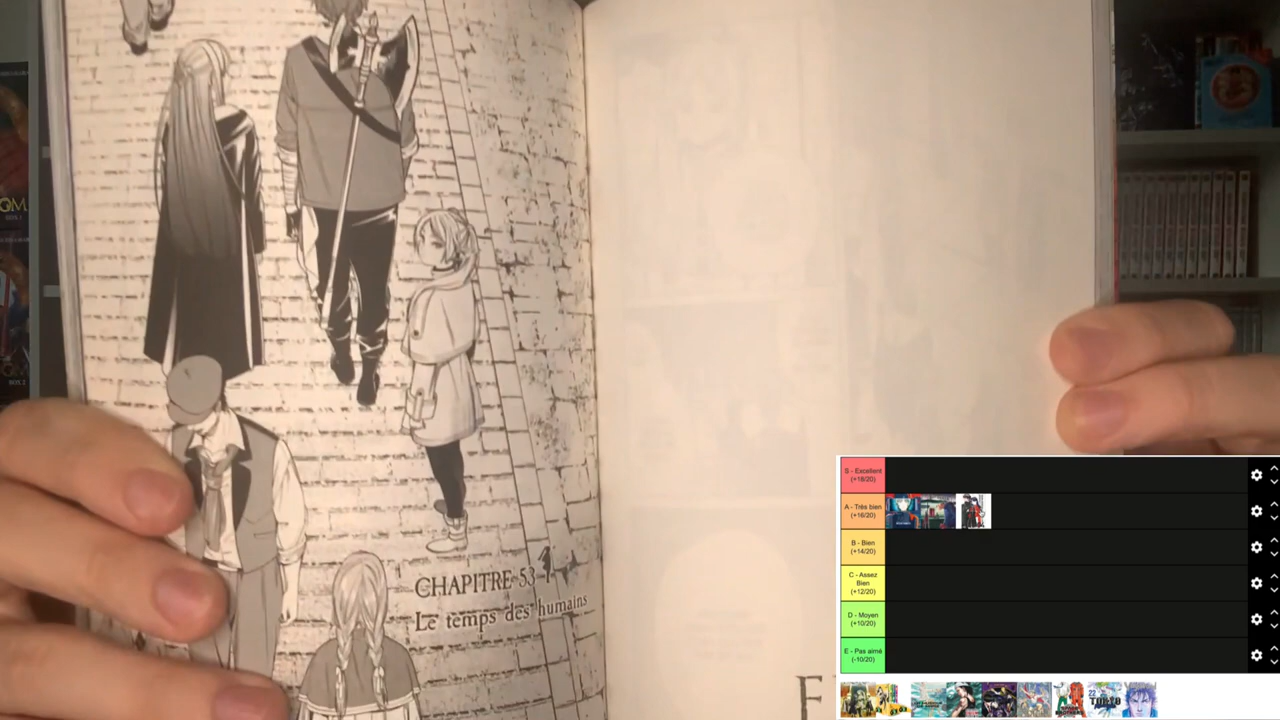 CHAPITRE 53
Le temps des humains
F
S - Excellent
(+18/20)
A - Très bien
(+16/20)
B - Bien
(+14/20)
C - Assez
Bien
(+12/20)
D - Moyen
(+10/20)
E - Pas aimé
(-10/20)